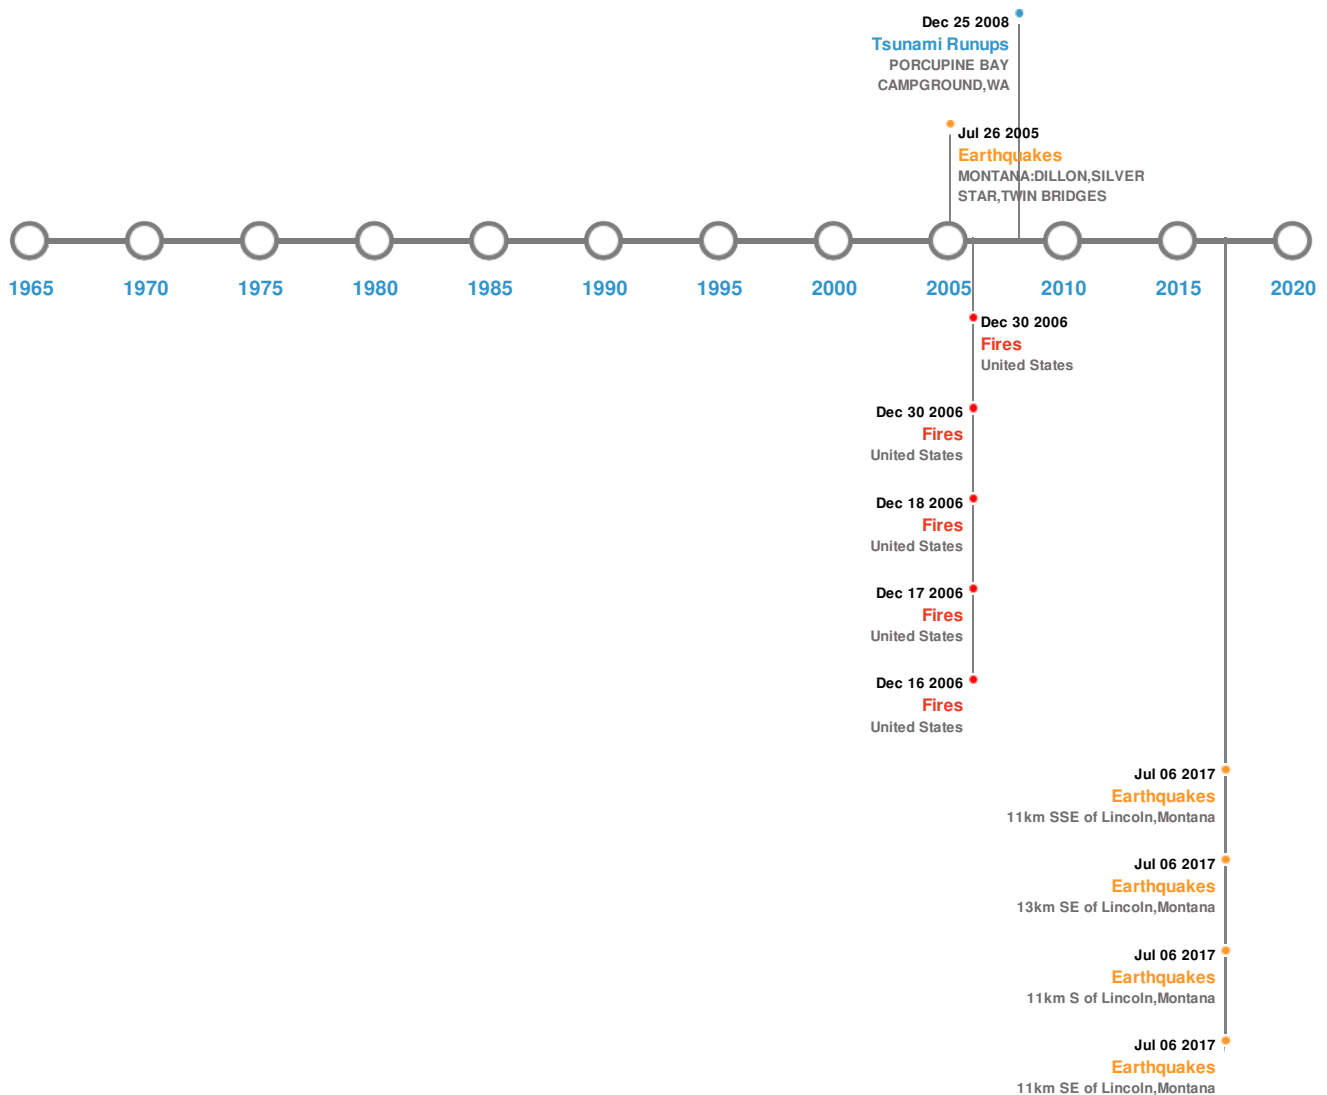 Dec 25 2008
Tsunami Runups
PORCUPINE BAY
CAMPGROUND,WA
Jul 26 2005
Earthquakes
MONTANA:DILLON,SILVER
STAR,TWIN BRIDGES
1965 1970 1975 1980 1985 1990 1995 2000 2005 2010 2015 2020
Dec 30 2006
Fires
United States
Dec 30 2006
Fires
United States
Dec 18 2006
Fires
United States
Dec 17 2006
Fires
United States
Dec 16 2006
Fires
United States
Jul 06 2017
Earthquakes
11km SSE of Lincoln,Montana
Jul 06 2017
Earthquakes
13km SE of Lincoln,Montana
Jul 06 2017
Earthquakes
11km S of Lincoln,Montana
Jul 06 2017
Earthquakes
11km SE of Lincoln,Montana